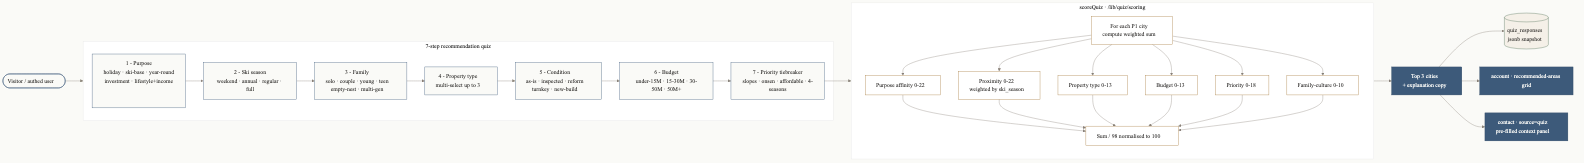 Visitor / authed user
7-step recommendation quiz
1 - Purpose
holiday · ski-base · year-round
investment · lifestyle+income
2 - Ski season
weekend · annual · regular ·
full
3 - Family
solo · couple · young · teen
empty-nest · multi-gen
4 - Property type
multi-select up to 3
5 - Condition
as-is · inspected · reform
turnkey · new-build
6 - Budget
under-15M · 15-30M · 30-
50M · 50M+
7 - Priority tiebreaker
slopes · onsen · affordable · 4-
seasons
scoreQuiz · /lib/quiz/scoring
For each P1 city
compute weighted sum
Purpose affinity 0-22
Proximity 0-22
weighted by ski_season
Property type 0-13
Budget 0-13
Priority 0-18
Family-culture 0-10
Sum / 98 normalised to 100
Top 3 cities
+ explanation copy
quiz_responses
jsonb snapshot
account · recommended-areas
grid
contact · source=quiz
pre-filled context panel